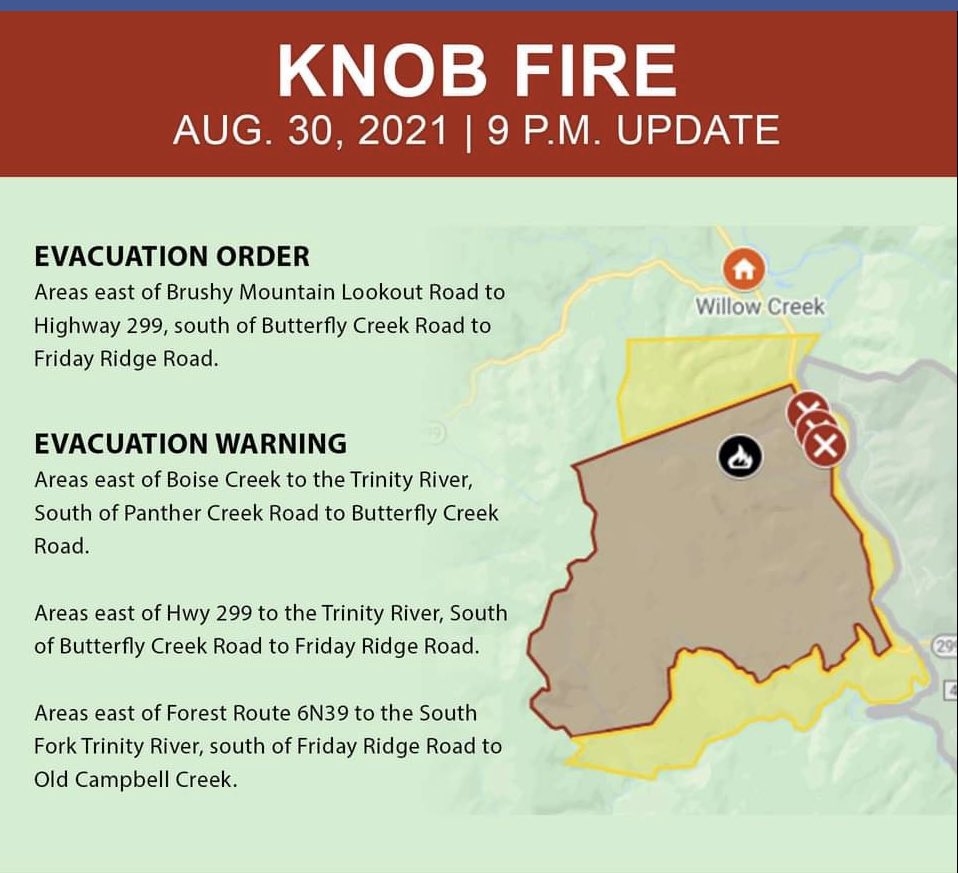 KNOB FIRE
AUG. 30, 2021 | 9 P.M. UPDATE
EVACUATION ORDER
Areas east of Brushy Mountain Lookout Road to
Highway 299, south of Butterfly Creek Road to
Friday Ridge Road.
EVACUATION WARNING
Areas east of Boise Creek to the Trinity River,
South of Panther Creek Road to Butterfly Creek
Road.
Areas east of Hwy 299 to the Trinity River, South
of Butterfly Creek Road to Friday Ridge Road.
Areas east of Forest Route 6N39 to the South
Fork Trinity River, south of Friday Ridge Road to
Old Campbell Creek.
Willow Creek